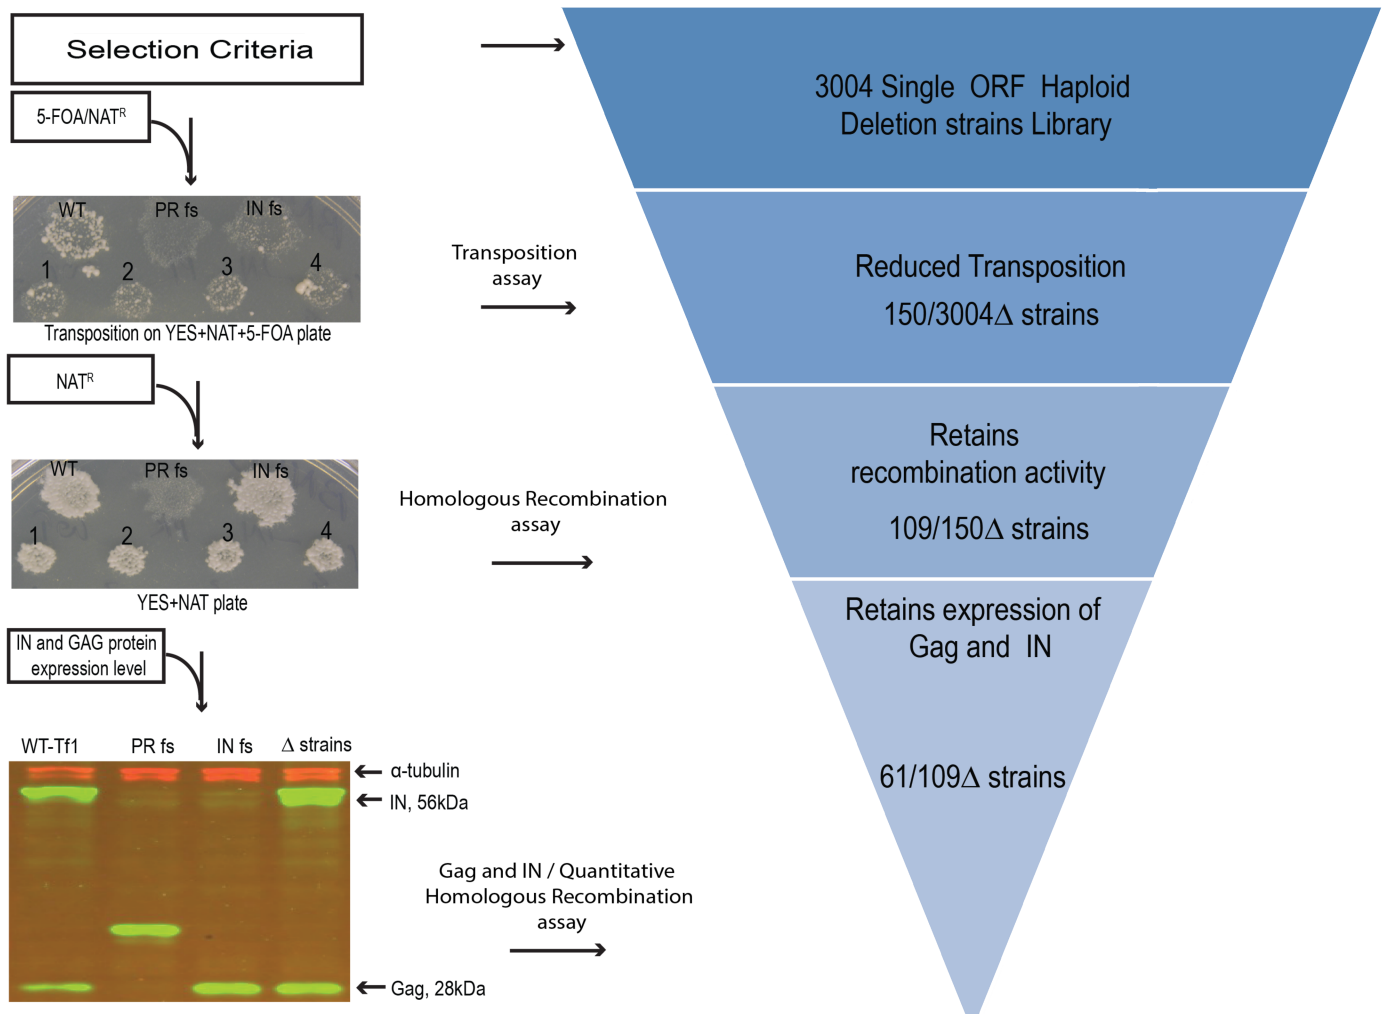 Selection Criteria
5-FOA/NATᴿ
WT PR fs IN fs
1 2 3 4
Transposition on YES+NAT+5-FOA plate
NATᴿ
WT PR fs IN fs
1 2 3 4
YES+NAT plate
IN and GAG protein
expression level
WT-Tf1 PR fs IN fs Δ strains
α-tubulin
IN, 56kDa
Gag, 28kDa
Transposition
assay
Homologous Recombination
assay
Gag and IN / Quantitative
Homologous Recombination
assay
3004 Single ORF Haploid
Deletion strains Library
Reduced Transposition
150/3004Δ strains
Retains
recombination activity
109/150Δ strains
Retains expression of
Gag and IN
61/109Δ strains